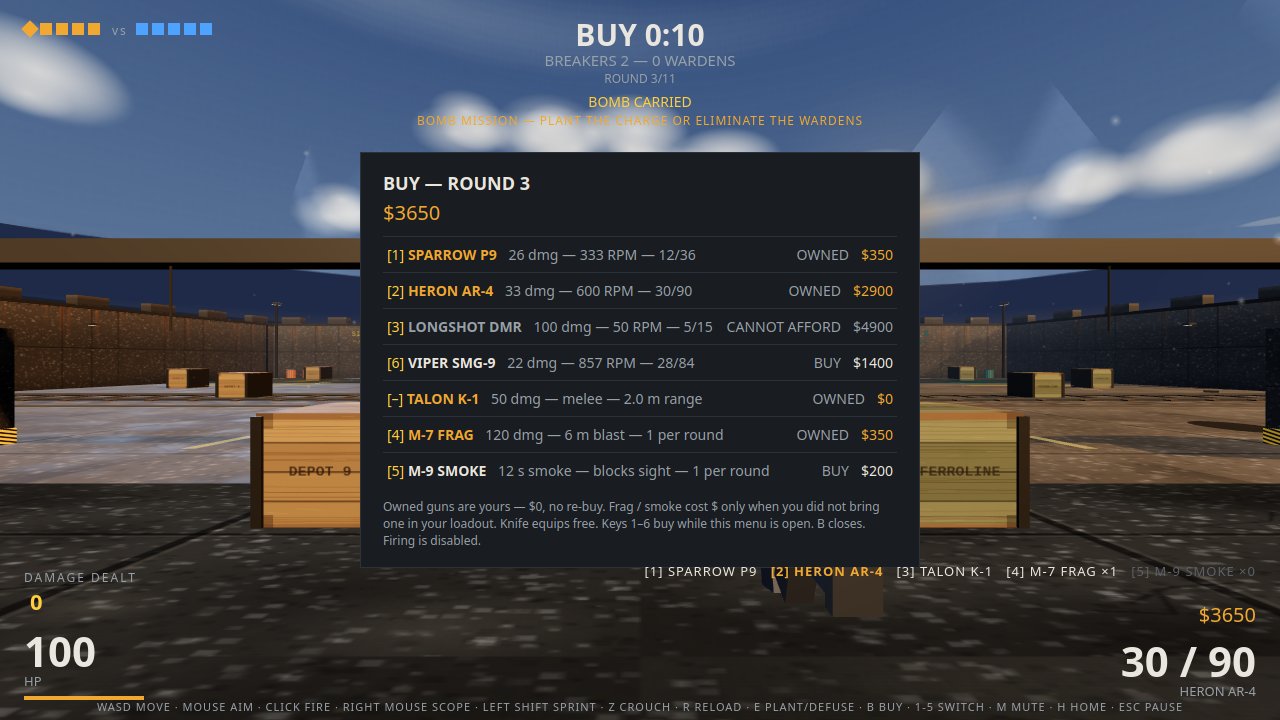 VS
BUY 0:10
BREAKERS 2 — 0 WARDENS
ROUND 3/11
BOMB CARRIED
BOMB MISSION — PLANT THE CHARGE OR ELIMINATE THE WARDENS
BUY — ROUND 3
$3650
[1] SPARROW P9 26 dmg — 333 RPM — 12/36 OWNED $350
[2] HERON AR-4 33 dmg — 600 RPM — 30/90 OWNED $2900
[3] LONGSHOT DMR 100 dmg — 50 RPM — 5/15 CANNOT AFFORD $4900
[6] VIPER SMG-9 22 dmg — 857 RPM — 28/84 BUY $1400
[–] TALON K-1 50 dmg — melee — 2.0 m range OWNED $0
[4] M-7 FRAG 120 dmg — 6 m blast — 1 per round OWNED $350
[5] M-9 SMOKE 12 s smoke — blocks sight — 1 per round BUY $200
Owned guns are yours — $0, no re-buy. Frag / smoke cost $ only when you did not bring
one in your loadout. Knife equips free. Keys 1–6 buy while this menu is open. B closes.
Firing is disabled.
DEPOT 9
FERROLINE
[1] SPARROW P9 [2] HERON AR-4 [3] TALON K-1 [4] M-7 FRAG ×1 [5] M-9 SMOKE ×0
DAMAGE DEALT
0
$3650
100
HP
30 / 90
HERON AR-4
WASD MOVE · MOUSE AIM · CLICK FIRE · RIGHT MOUSE SCOPE · LEFT SHIFT SPRINT · Z CROUCH · R RELOAD · E PLANT/DEFUSE · B BUY · 1-5 SWITCH · M MUTE · H HOME · ESC PAUSE